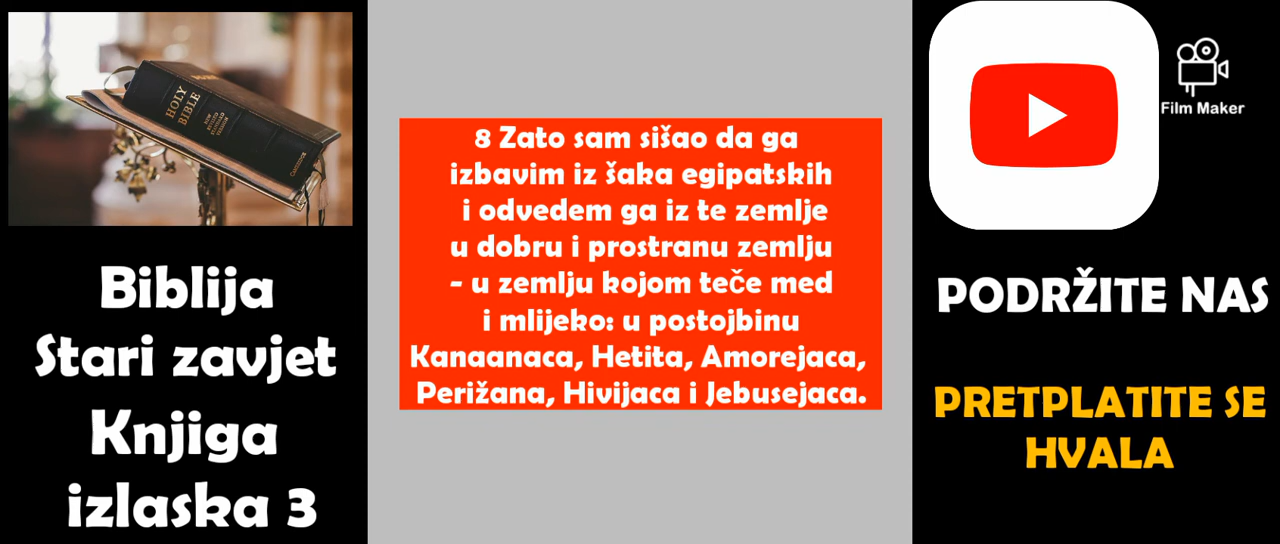 HOLY
BIBLE
Biblija
Stari zavjet
Knjiga
izlaska 3
8 Zato sam sišao da ga
izbavim iz šaka egipatskih
i odvedem ga iz te zemlje
u dobru i prostranu zemlju
- u zemlju kojom teče med
i mlijeko: u postojbinu
Kanaanaca, Hetita, Amorejaca,
Perižana, Hivijaca i Jebusejaca.
Film Maker
PODRŽITE NAS
PRETPLATITE SE
HVALA